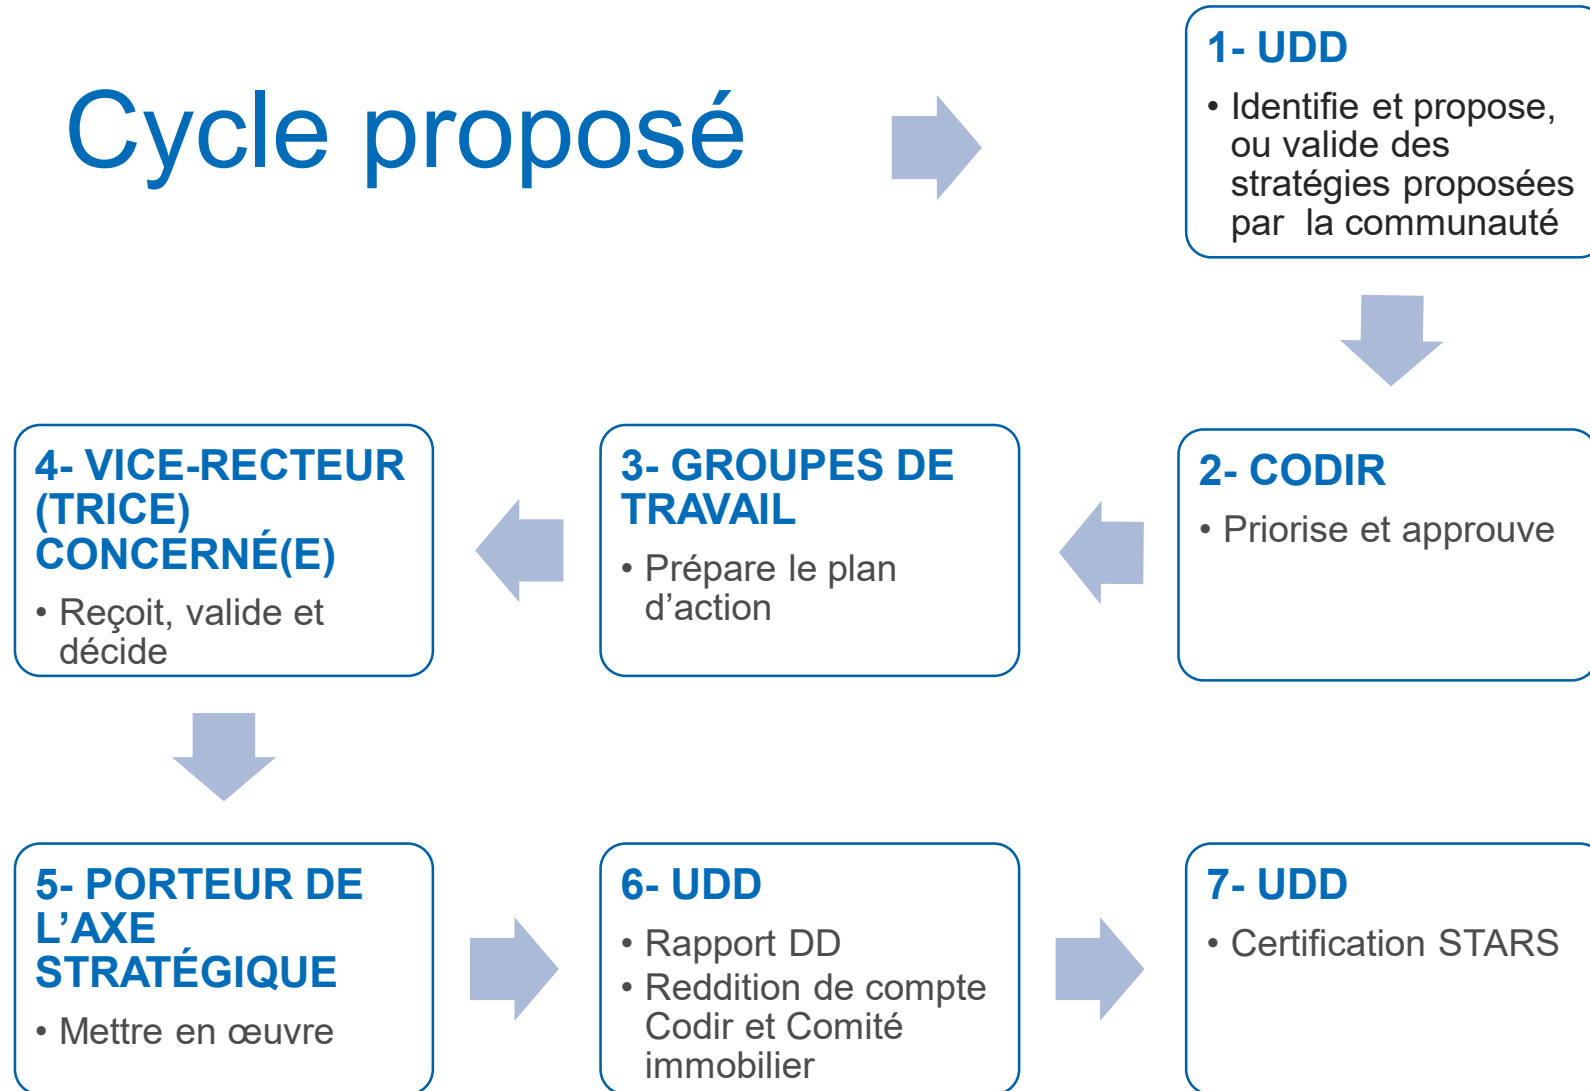 Cycle proposé
1- UDD
• Identifie et propose,
ou valide des
stratégies proposées
par  la communauté
2- CODIR
• Priorise et approuve
3- GROUPES DE
TRAVAIL
• Prépare le plan
d’action
4- VICE-RECTEUR
(TRICE)
CONCERNÉ(E)
• Reçoit, valide et
décide
5- PORTEUR DE
L’AXE
STRATÉGIQUE
• Mettre en œuvre
6- UDD
• Rapport DD
• Reddition de compte
Codir et Comité
immobilier
7- UDD
• Certification STARS